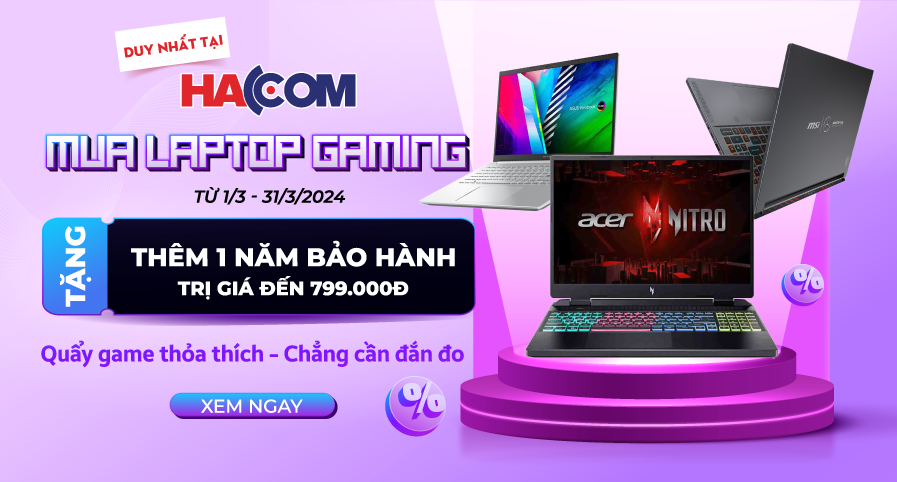 DUY NHẤT TẠI
HACOM
MUA LAPTOP GAMING
TỪ 1/3 - 31/3/2024
TẶNG
THÊM 1 NĂM BẢO HÀNH
TRỊ GIÁ ĐẾN 799.000Đ
Quẩy game thỏa thích – Chẳng cần đắn đo
XEM NGAY
%
%
acer NITRO
msi